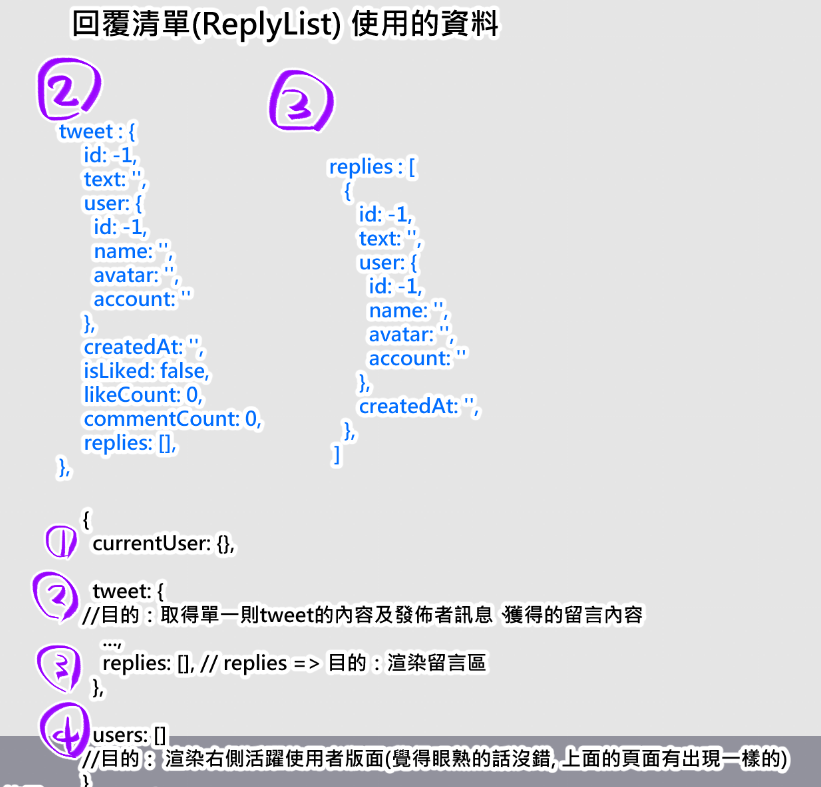 回覆清單(ReplyList) 使用的資料
②
tweet : {
id: -1,
text: '',
user: {
id: -1,
name: '',
avatar: '',
account: ''
},
createdAt: '',
isLiked: false,
likeCount: 0,
commentCount: 0,
replies: [],
},
③
replies : [
{
id: -1,
text: '',
user: {
id: -1,
name: '',
avatar: '',
account: ''
},
createdAt: '',
},
]
{
① currentUser: {},
② tweet: {
//目的：取得單一則tweet的內容及發佈者訊息 獲得的留言內容
...,
③ replies: [], // replies => 目的：渲染留言區
},
④ users: []
//目的： 渲染右側活躍使用者版面(覺得眼熟的話沒錯, 上面的頁面有出現一樣的)
}